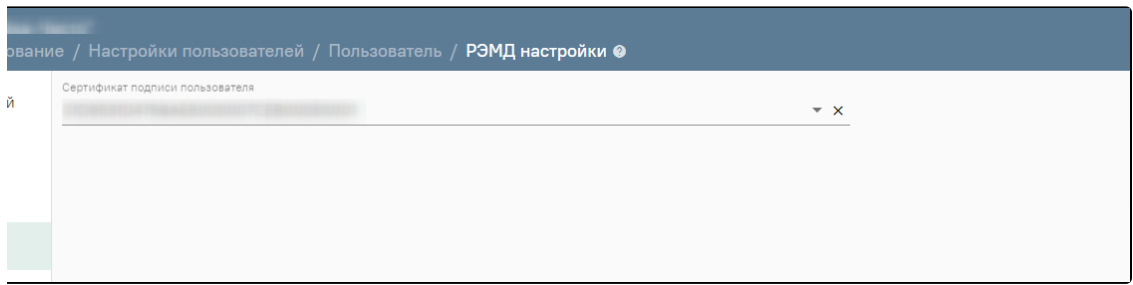 ование / Настройки пользователей / Пользователь / РЭМД настройки ?
й
Сертификат подписи пользователя